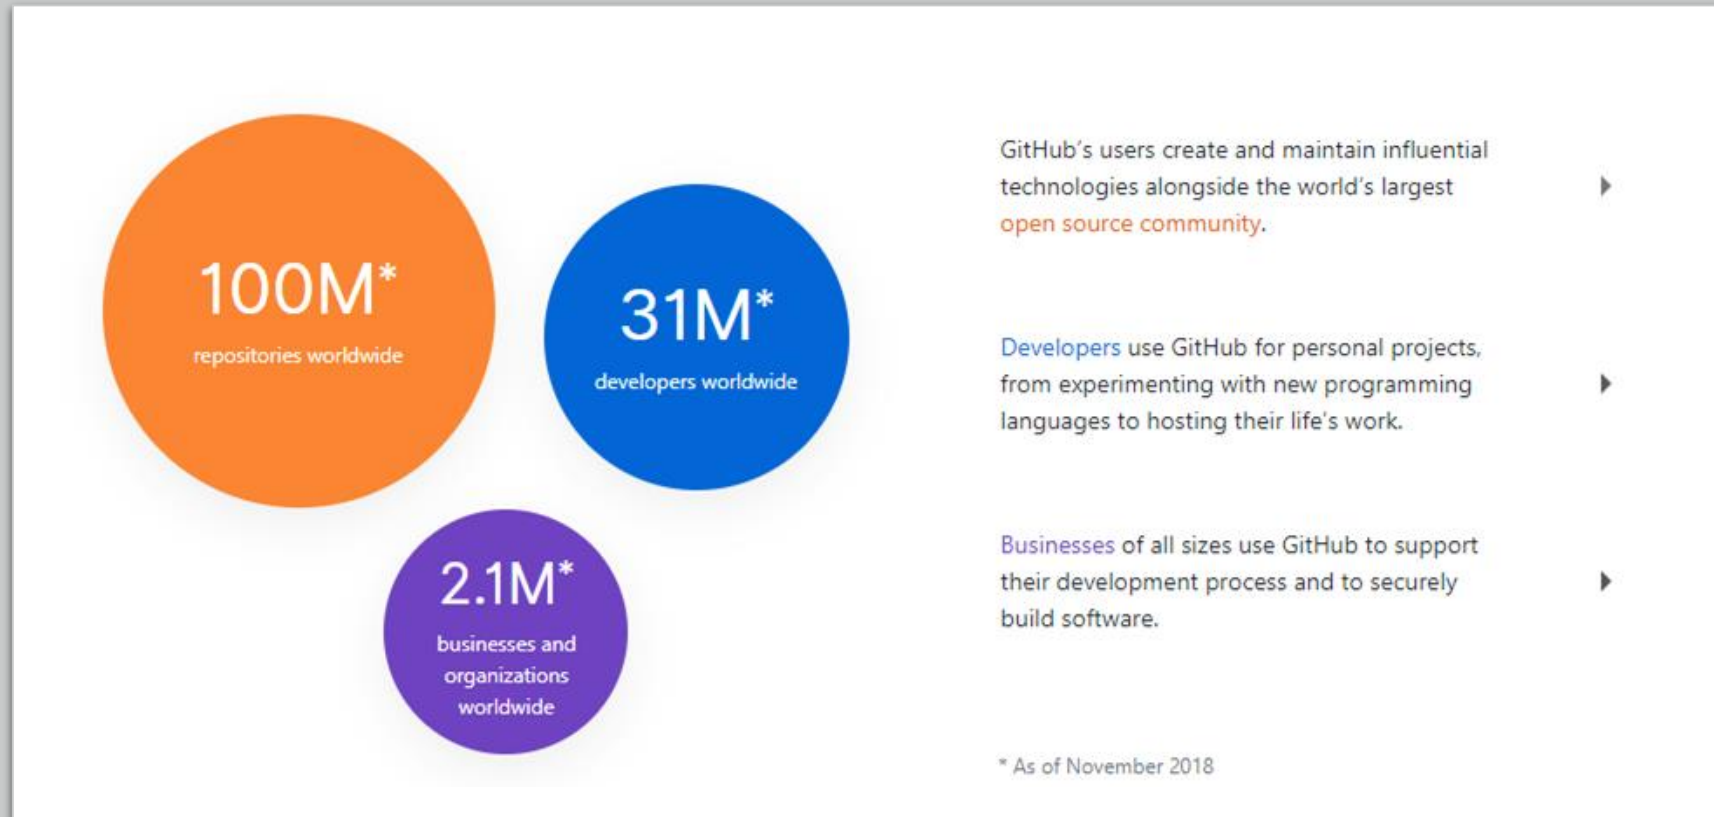 100M*
repositories worldwide
31M*
developers worldwide
2.1M*
businesses and
organizations
worldwide
GitHub's users create and maintain influential
technologies alongside the world's largest
open source community.
Developers use GitHub for personal projects,
from experimenting with new programming
languages to hosting their life's work.
Businesses of all sizes use GitHub to support
their development process and to securely
build software.
* As of November 2018